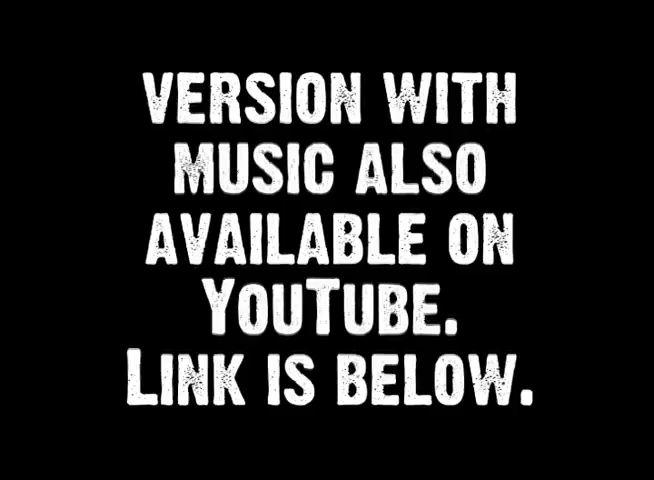 VERSION WITH
MUSIC ALSO
AVAILABLE ON
YOUTUBE.
LINK IS BELOW.